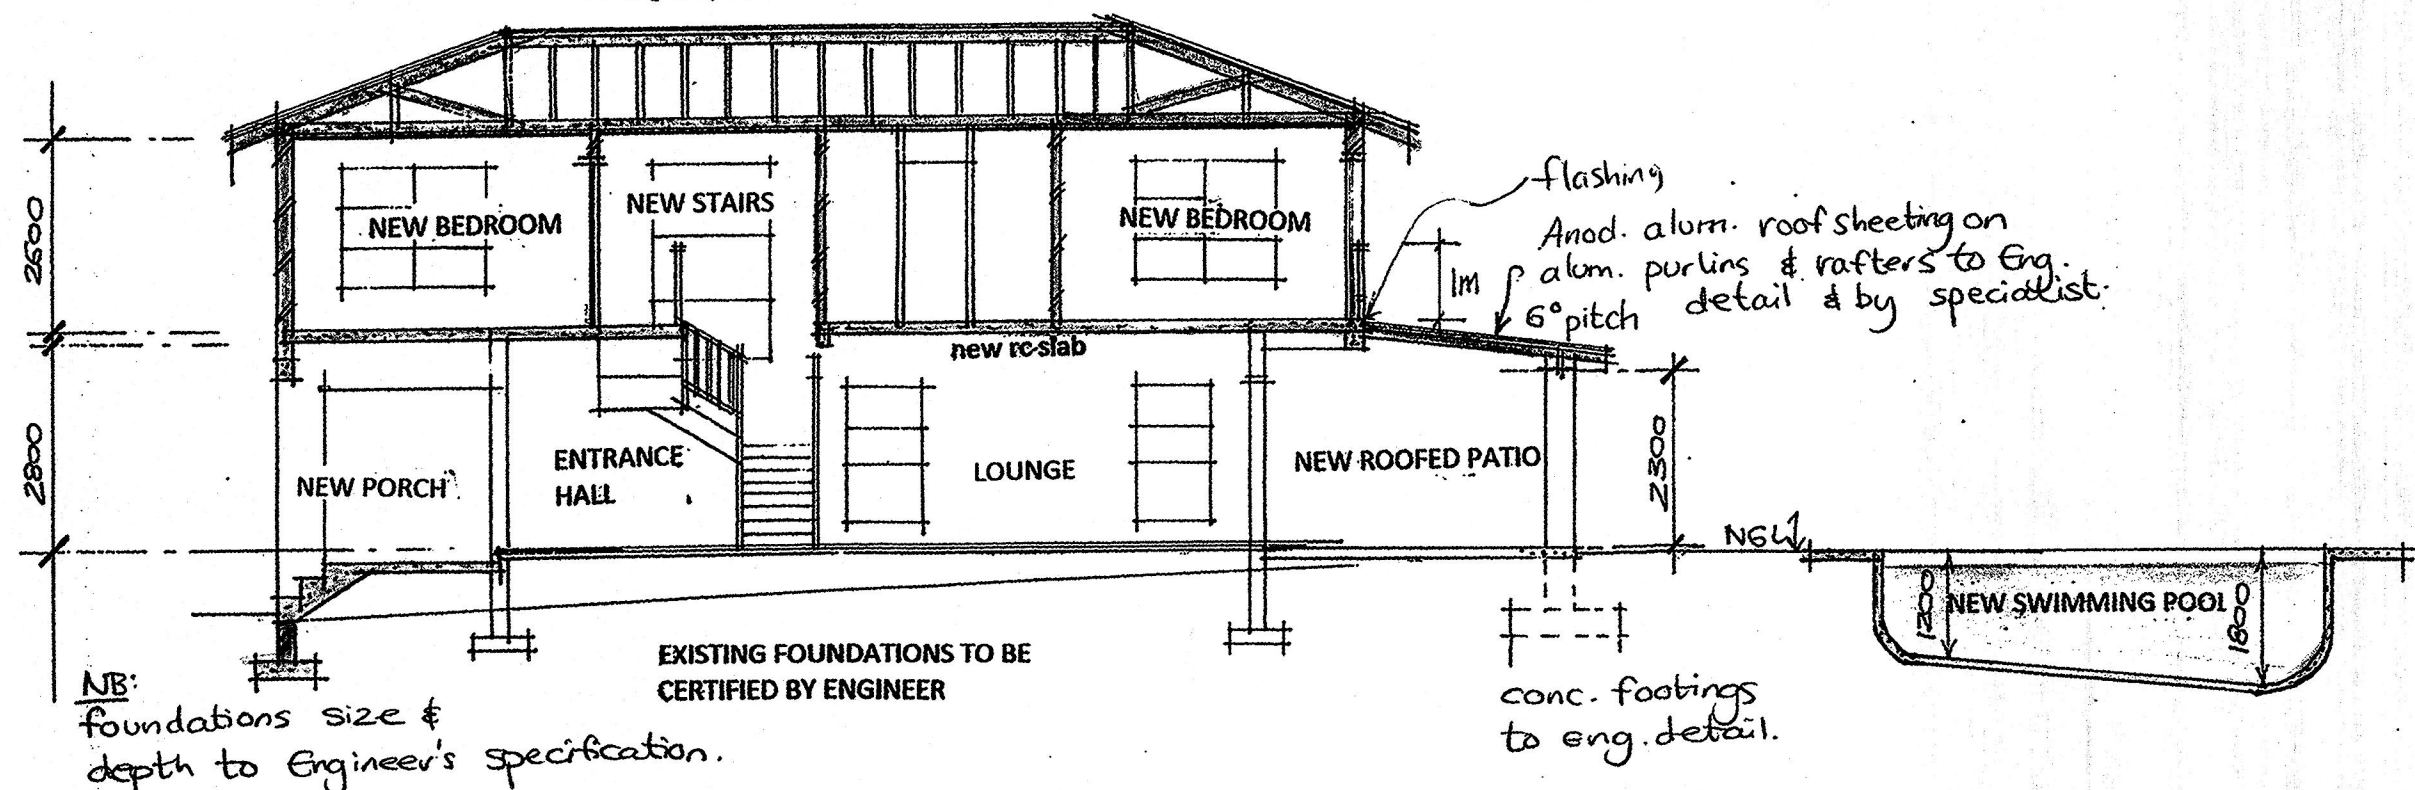 flashing
Anod. alum. roof sheeting on
alum. purlins & rafters to Eng.
6° pitch detail & by specialist.
1m
2600
NEW BEDROOM
NEW STAIRS
NEW BEDROOM
new rc slab
2800
NEW PORCH
ENTRANCE
HALL
LOUNGE
NEW ROOFED PATIO
2300
NGL
1200
NEW SWIMMING POOL
1800
EXISTING FOUNDATIONS TO BE
CERTIFIED BY ENGINEER
NB:
foundations size &
depth to Engineer's specification.
conc. footings
to eng. detail.